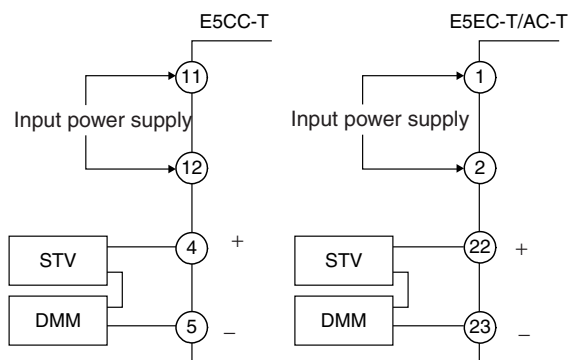 E5CC-T
11
Input power supply
12
STV
4
+
DMM
5
−
E5EC-T/AC-T
1
Input power supply
2
STV
22
+
DMM
23
−